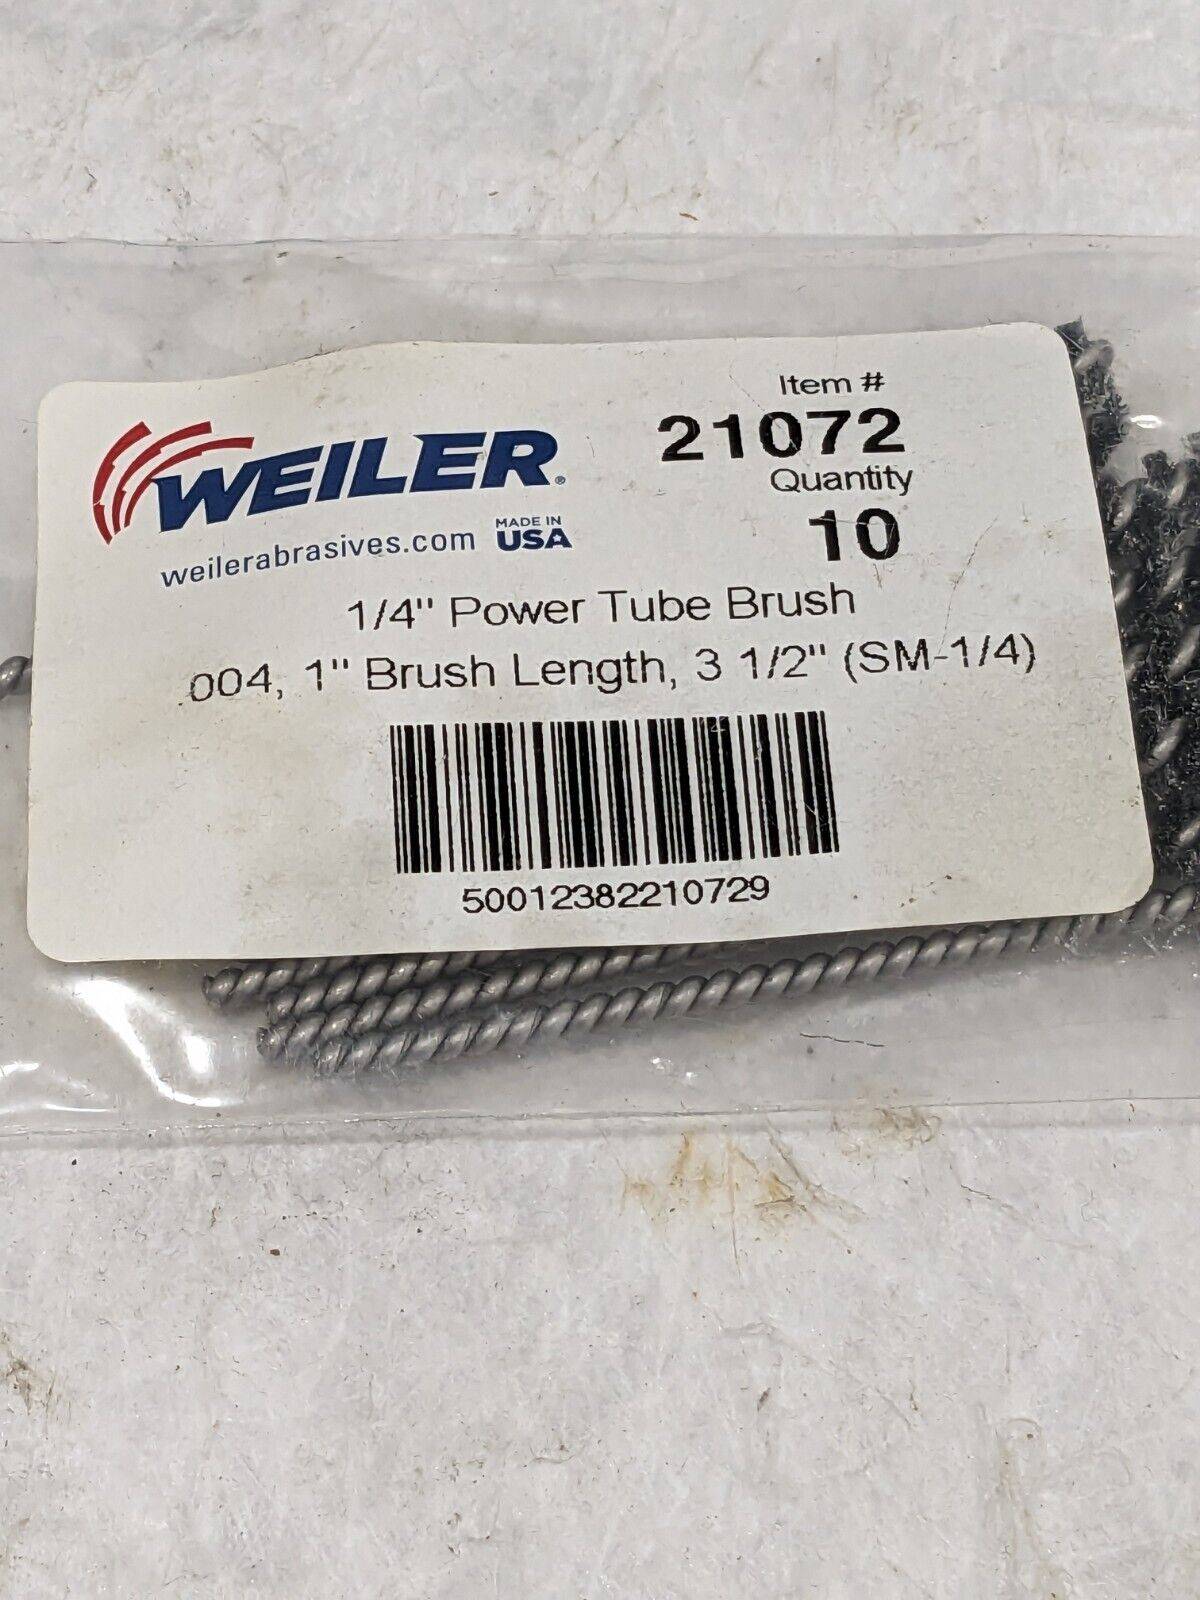 Item #
21072
WEILER®
Quantity
10
weilerabrasives.com MADE IN USA
1/4" Power Tube Brush
.004, 1" Brush Length, 3 1/2" (SM-1/4)
50012382210729